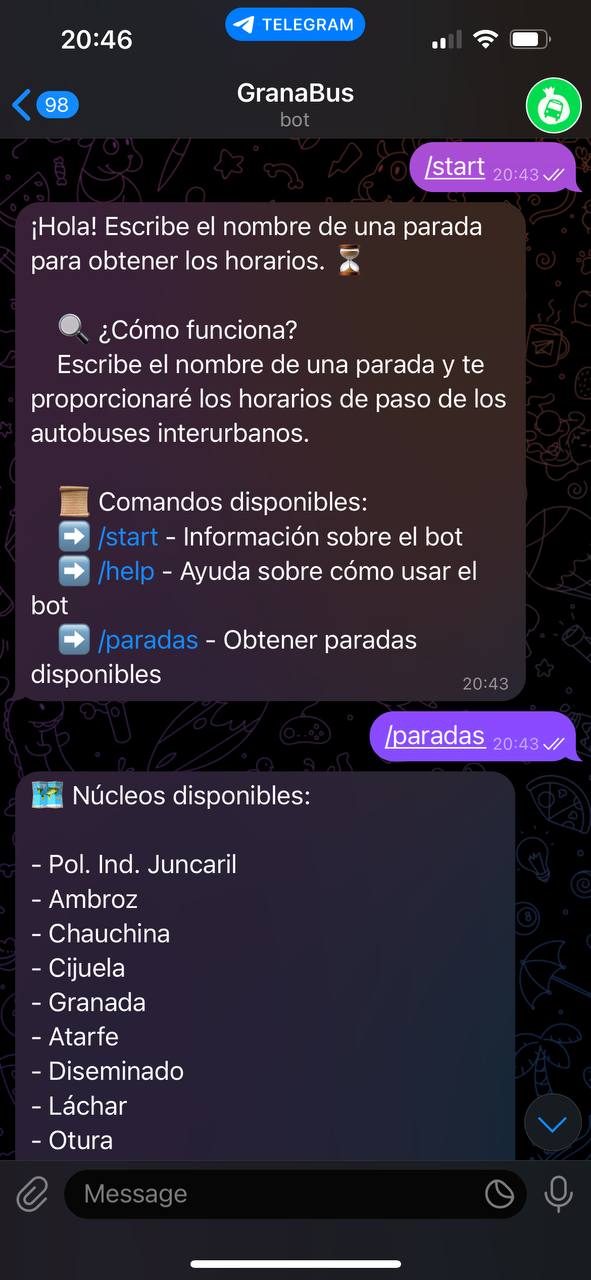 20:46
TELEGRAM
98
GranaBus
bot
/start 20:43
¡Hola! Escribe el nombre de una parada
para obtener los horarios. ⏳
🔍 ¿Cómo funciona?
Escribe el nombre de una parada y te
proporcionaré los horarios de paso de los
autobuses interurbanos.
📜 Comandos disponibles:
➡️ /start - Información sobre el bot
➡️ /help - Ayuda sobre cómo usar el
bot
➡️ /paradas - Obtener paradas
disponibles
20:43
/paradas 20:43
🗺️ Núcleos disponibles:
- Pol. Ind. Juncaril
- Ambroz
- Chauchina
- Cijuela
- Granada
- Atarfe
- Diseminado
- Láchar
- Otura
Message